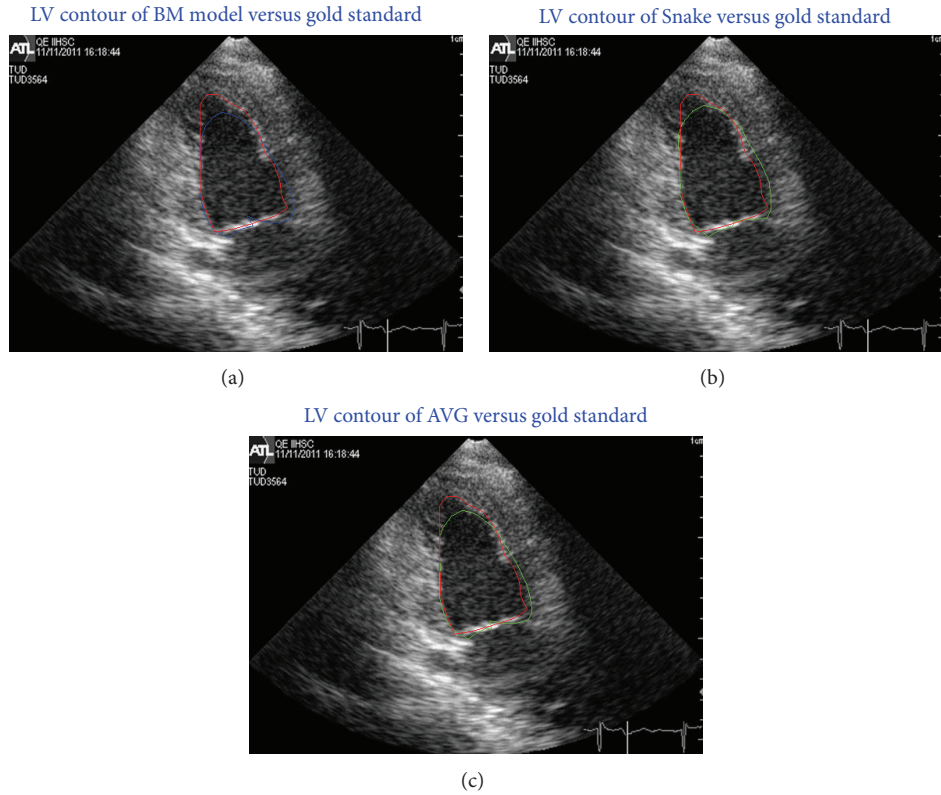 LV contour of BM model versus gold standard
LV contour of Snake versus gold standard
ATL QE IIHSC
11/11/2011 16:18:44
TUD
TUD3564
1cm
ATL QE IIHSC
11/11/2011 16:18:44
TUD
TUD3564
1cm
(a)
(b)
LV contour of AVG versus gold standard
ATL QE IIHSC
11/11/2011 16:18:44
TUD
TUD3564
1cm
(c)